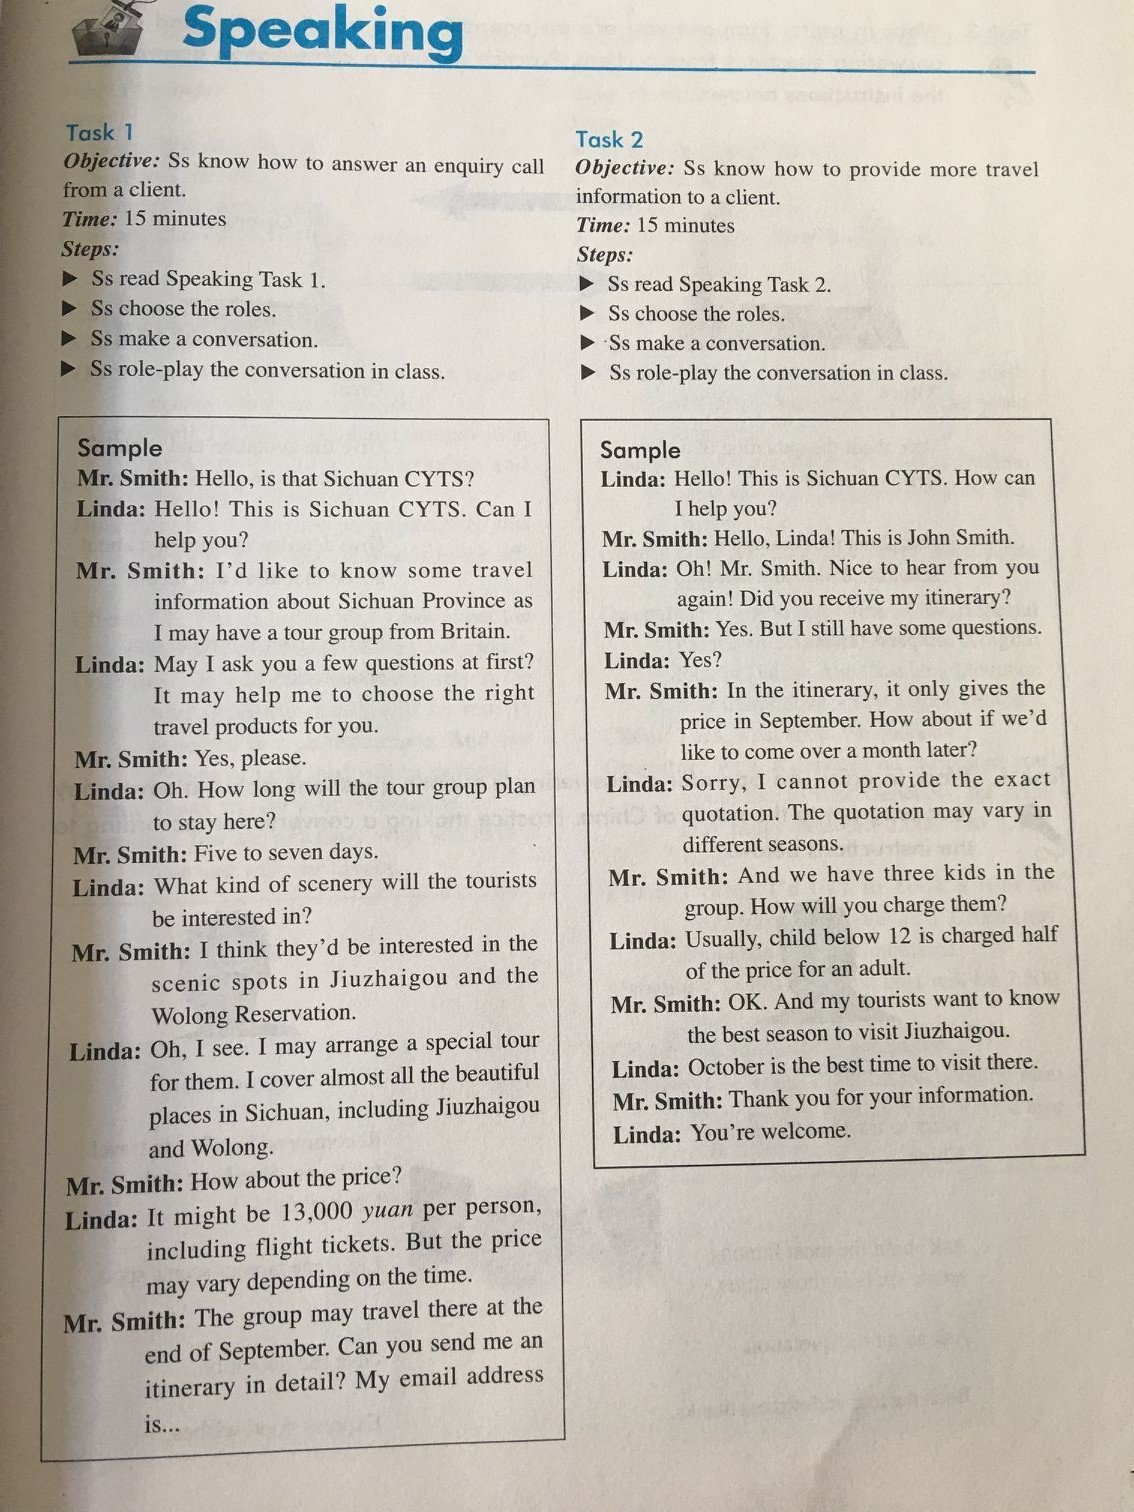 Speaking
Task 1
Objective: Ss know how to answer an enquiry call
from a client.
Time: 15 minutes
Steps:
▶ Ss read Speaking Task 1.
▶ Ss choose the roles.
▶ Ss make a conversation.
▶ Ss role-play the conversation in class.
Sample
Mr. Smith: Hello, is that Sichuan CYTS?
Linda: Hello! This is Sichuan CYTS. Can I
help you?
Mr. Smith: I'd like to know some travel
information about Sichuan Province as
I may have a tour group from Britain.
Linda: May I ask you a few questions at first?
It may help me to choose the right
travel products for you.
Mr. Smith: Yes, please.
Linda: Oh. How long will the tour group plan
to stay here?
Mr. Smith: Five to seven days.
Linda: What kind of scenery will the tourists
be interested in?
Mr. Smith: I think they'd be interested in the
scenic spots in Jiuzhaigou and the
Wolong Reservation.
Linda: Oh, I see. I may arrange a special tour
for them. I cover almost all the beautiful
places in Sichuan, including Jiuzhaigou
and Wolong.
Mr. Smith: How about the price?
Linda: It might be 13,000 yuan per person,
including flight tickets. But the price
may vary depending on the time.
Mr. Smith: The group may travel there at the
end of September. Can you send me an
itinerary in detail? My email address
is...
Task 2
Objective: Ss know how to provide more travel
information to a client.
Time: 15 minutes
Steps:
▶ Ss read Speaking Task 2.
▶ Ss choose the roles.
▶ Ss make a conversation.
▶ Ss role-play the conversation in class.
Sample
Linda: Hello! This is Sichuan CYTS. How can
I help you?
Mr. Smith: Hello, Linda! This is John Smith.
Linda: Oh! Mr. Smith. Nice to hear from you
again! Did you receive my itinerary?
Mr. Smith: Yes. But I still have some questions.
Linda: Yes?
Mr. Smith: In the itinerary, it only gives the
price in September. How about if we'd
like to come over a month later?
Linda: Sorry, I cannot provide the exact
quotation. The quotation may vary in
different seasons.
Mr. Smith: And we have three kids in the
group. How will you charge them?
Linda: Usually, child below 12 is charged half
of the price for an adult.
Mr. Smith: OK. And my tourists want to know
the best season to visit Jiuzhaigou.
Linda: October is the best time to visit there.
Mr. Smith: Thank you for your information.
Linda: You're welcome.